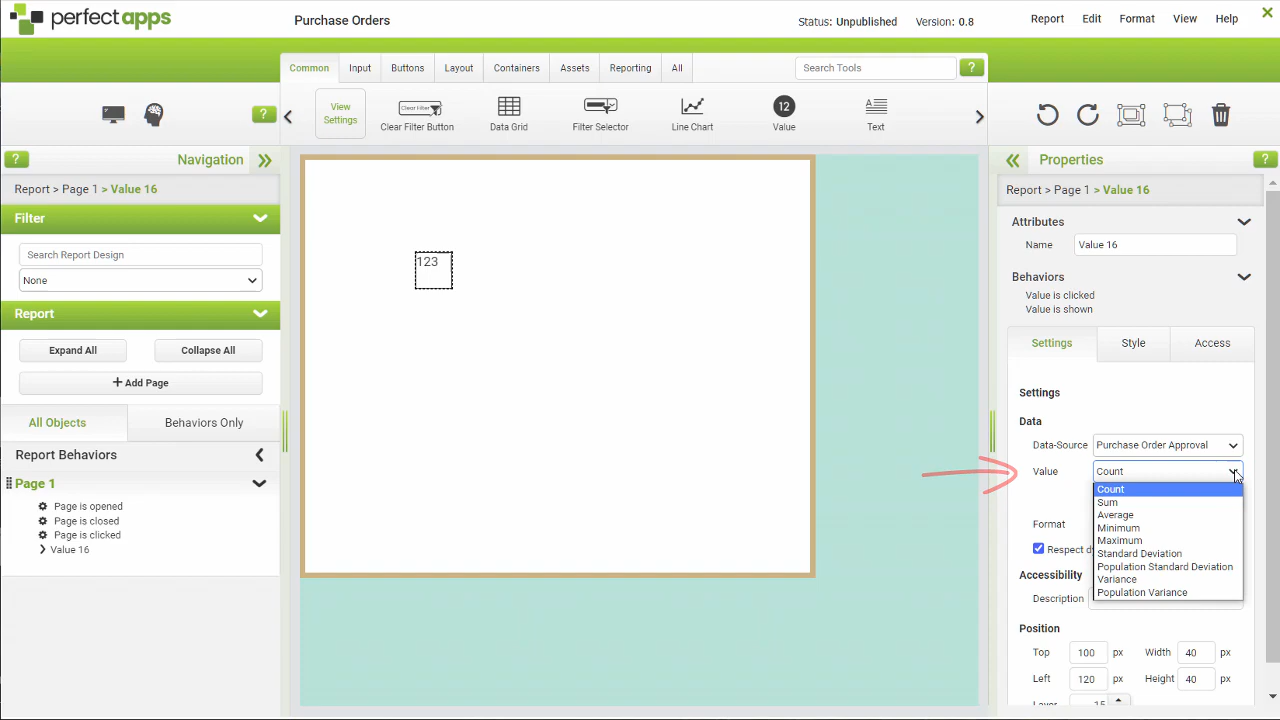 perfectapps
Purchase Orders
Status: Unpublished
Version: 0.8
Report
Edit
Format
View
Help
Common
Input
Buttons
Layout
Containers
Assets
Reporting
All
Search Tools
?
?
View
Settings
Clear Filter
Clear Filter Button
Data Grid
Filter Selector
Line Chart
12
Value
Text
?
Navigation
Report > Page 1 > Value 16
Filter
Search Report Design
None
Report
Expand All
Collapse All
Add Page
All Objects
Behaviors Only
Report Behaviors
Page 1
Page is opened
Page is closed
Page is clicked
Value 16
123
Properties
?
Report > Page 1 > Value 16
Attributes
Name
Value 16
Behaviors
Value is clicked
Value is shown
Settings
Style
Access
Settings
Data
Data-Source
Purchase Order Approval
Value
Count
Count
Sum
Average
Minimum
Maximum
Standard Deviation
Population Standard Deviation
Variance
Population Variance
Format
Respect
Accessibility
Description
Position
Top 100 px Width 40 px
Left 120 px Height 40 px
Layer 15